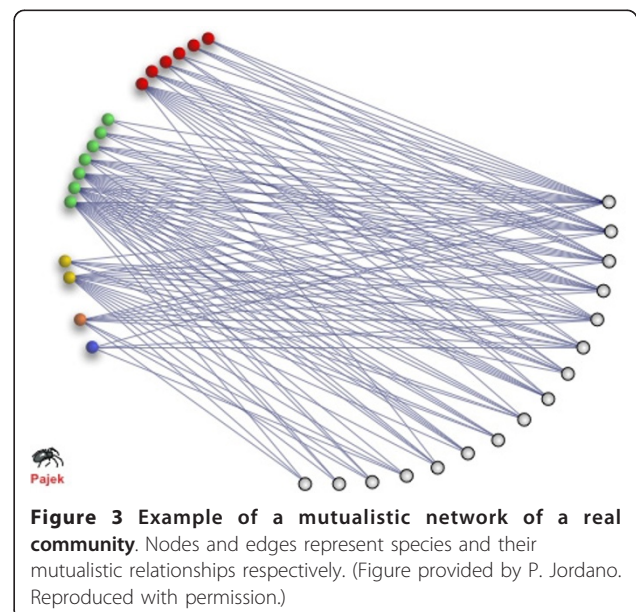 Pajek
Figure 3 Example of a mutualistic network of a real
community. Nodes and edges represent species and their
mutualistic relationships respectively. (Figure provided by P. Jordano.
Reproduced with permission.)